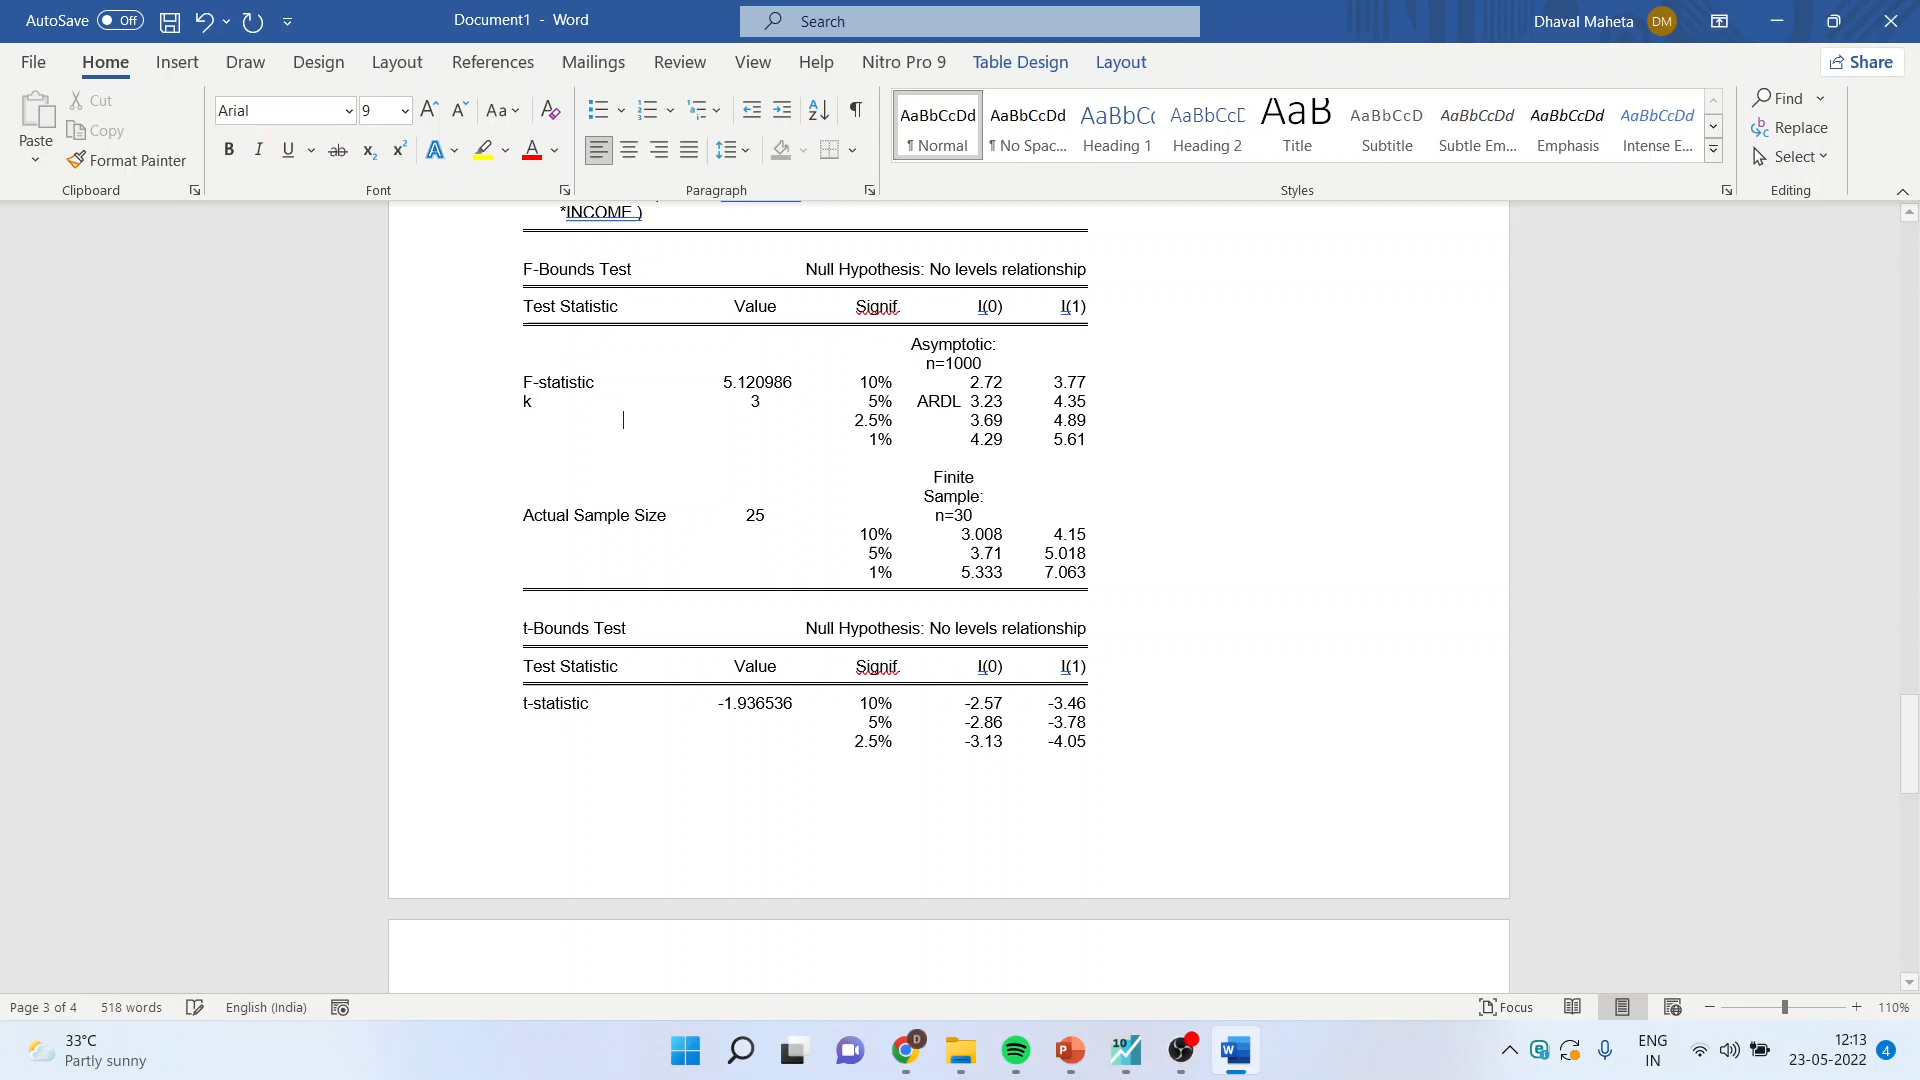 AutoSave Off Document1 - Word Search Dhaval Maheta DM
File Home Insert Draw Design Layout References Mailings Review View Help Nitro Pro 9 Table Design Layout Share
Paste Cut Copy Format Painter
Clipboard
Arial 9
Font
Paragraph
AaBbCcDd AaBbCcDd AaBbCc AaBbCcD AaB AaBbCcD AaBbCcDd AaBbCcDd AaBbCcDd
¶ Normal ¶ No Spac... Heading 1 Heading 2 Title Subtitle Subtle Em... Emphasis Intense E...
Styles
Find Replace Select
Editing
*INCOME )
F-Bounds Test Null Hypothesis: No levels relationship
Test Statistic Value Signif. I(0) I(1)
Asymptotic:
n=1000
F-statistic 5.120986 10% 2.72 3.77
k 3 5% ARDL 3.23 4.35
2.5% 3.69 4.89
1% 4.29 5.61
Finite
Sample:
Actual Sample Size 25 n=30
10% 3.008 4.15
5% 3.71 5.018
1% 5.333 7.063
t-Bounds Test Null Hypothesis: No levels relationship
Test Statistic Value Signif. I(0) I(1)
t-statistic -1.936536 10% -2.57 -3.46
5% -2.86 -3.78
2.5% -3.13 -4.05
Page 3 of 4 518 words English (India) Focus 110%
33°C
Partly sunny
ENG
IN
12:13
23-05-2022
4